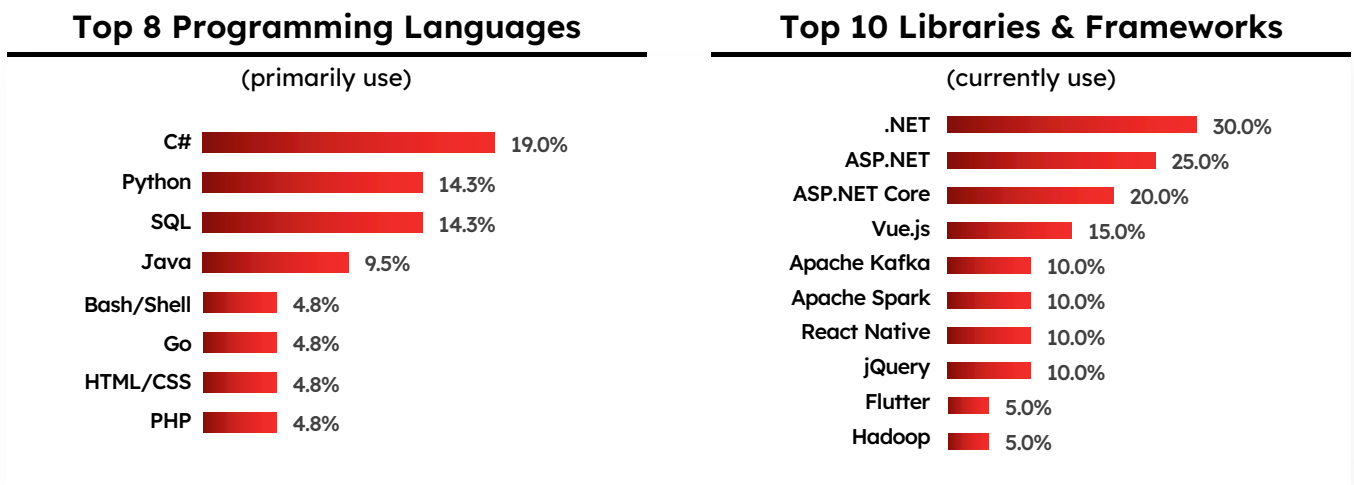 Top 8 Programming Languages
(primarily use)
C# 19.0%
Python 14.3%
SQL 14.3%
Java 9.5%
Bash/Shell 4.8%
Go 4.8%
HTML/CSS 4.8%
PHP 4.8%
Top 10 Libraries & Frameworks
(currently use)
.NET 30.0%
ASP.NET 25.0%
ASP.NET Core 20.0%
Vue.js 15.0%
Apache Kafka 10.0%
Apache Spark 10.0%
React Native 10.0%
jQuery 10.0%
Flutter 5.0%
Hadoop 5.0%